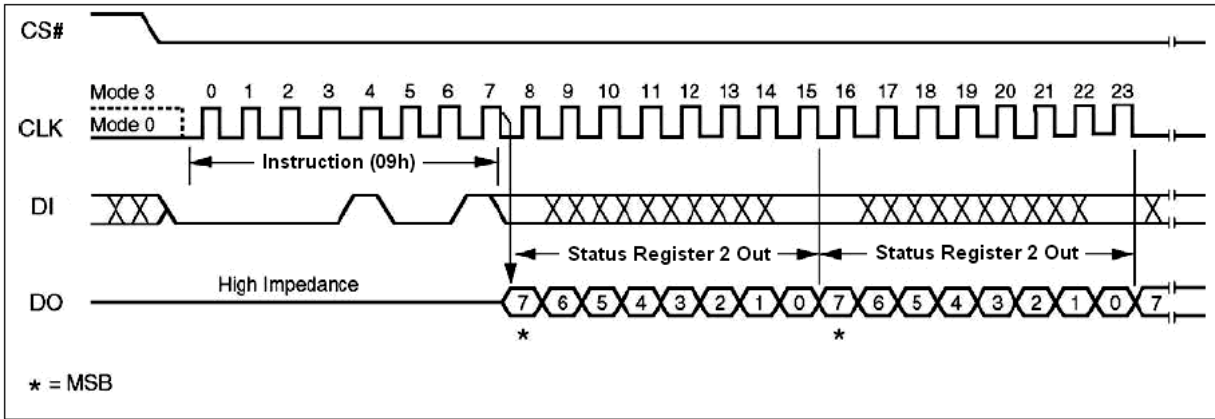 CS#
Mode 3 0 1 2 3 4 5 6 7 8 9 10 11 12 13 14 15 16 17 18 19 20 21 22 23
CLK Mode 0
Instruction (09h)
DI
Status Register 2 Out Status Register 2 Out
High Impedance
DO 7 6 5 4 3 2 1 0 7 6 5 4 3 2 1 0 7
* *
* = MSB